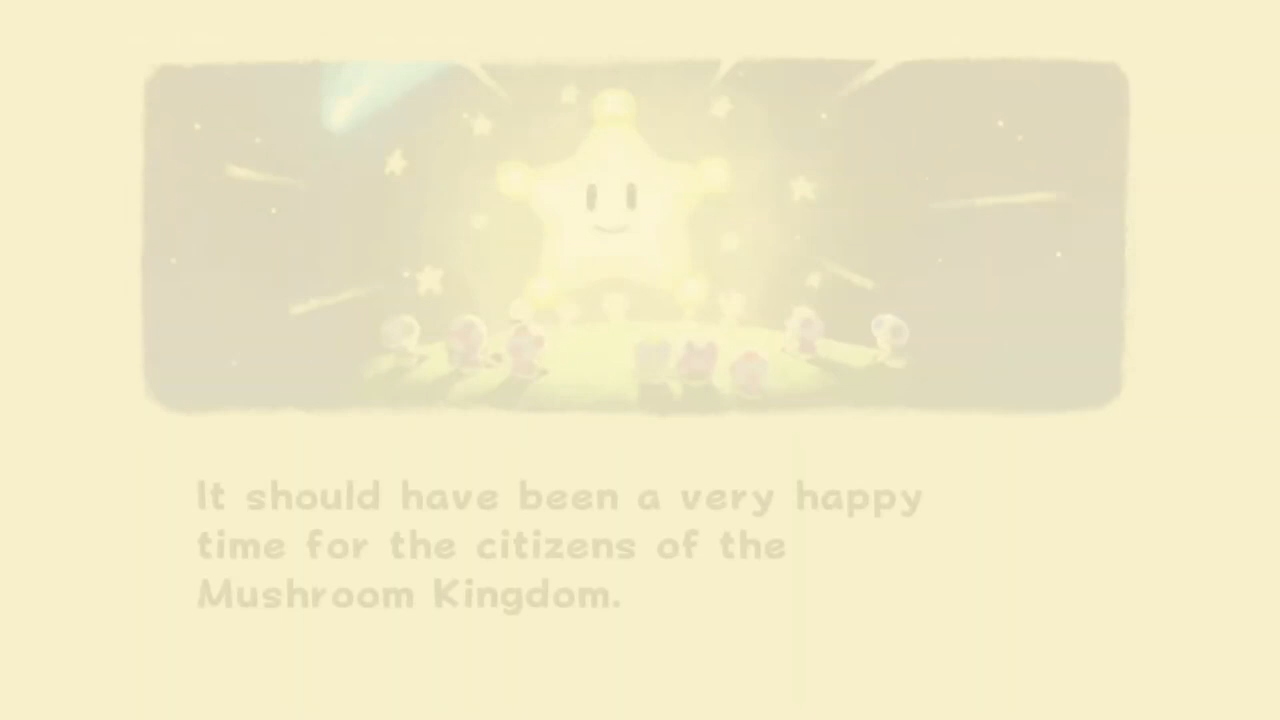 It should have been a very happy
time for the citizens of the
Mushroom Kingdom.